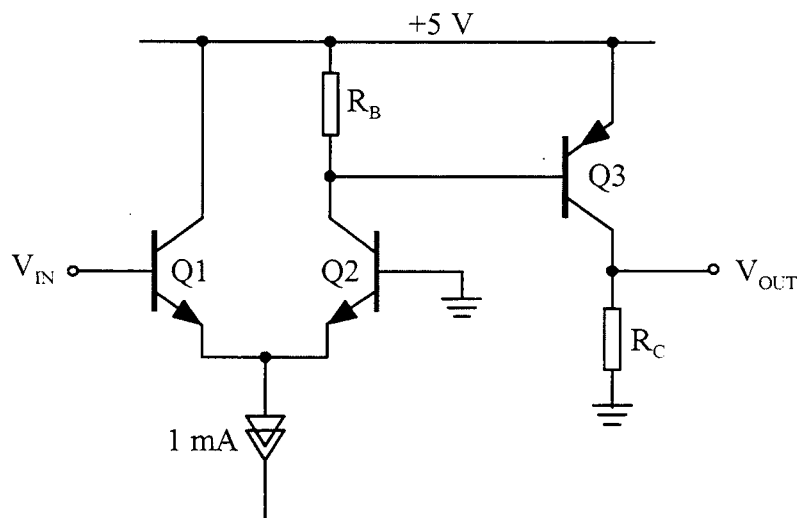 +5 V
R_B
Q3
V_IN
Q1
Q2
V_OUT
R_C
1 mA